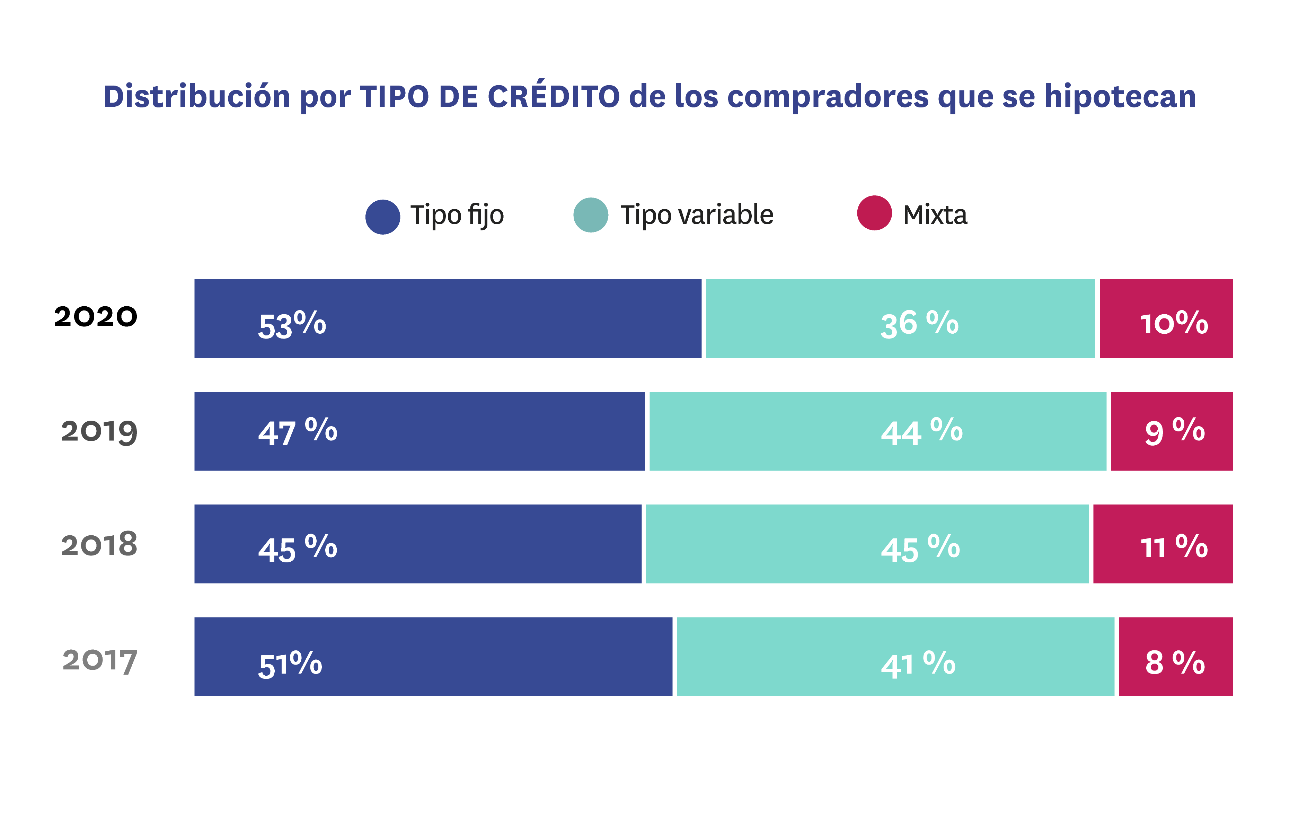 Distribución por TIPO DE CRÉDITO de los compradores que se hipotecan
Tipo fijo Tipo variable Mixta
2020 53% 36 % 10%
2019 47 % 44 % 9 %
2018 45 % 45 % 11 %
2017 51% 41 % 8 %